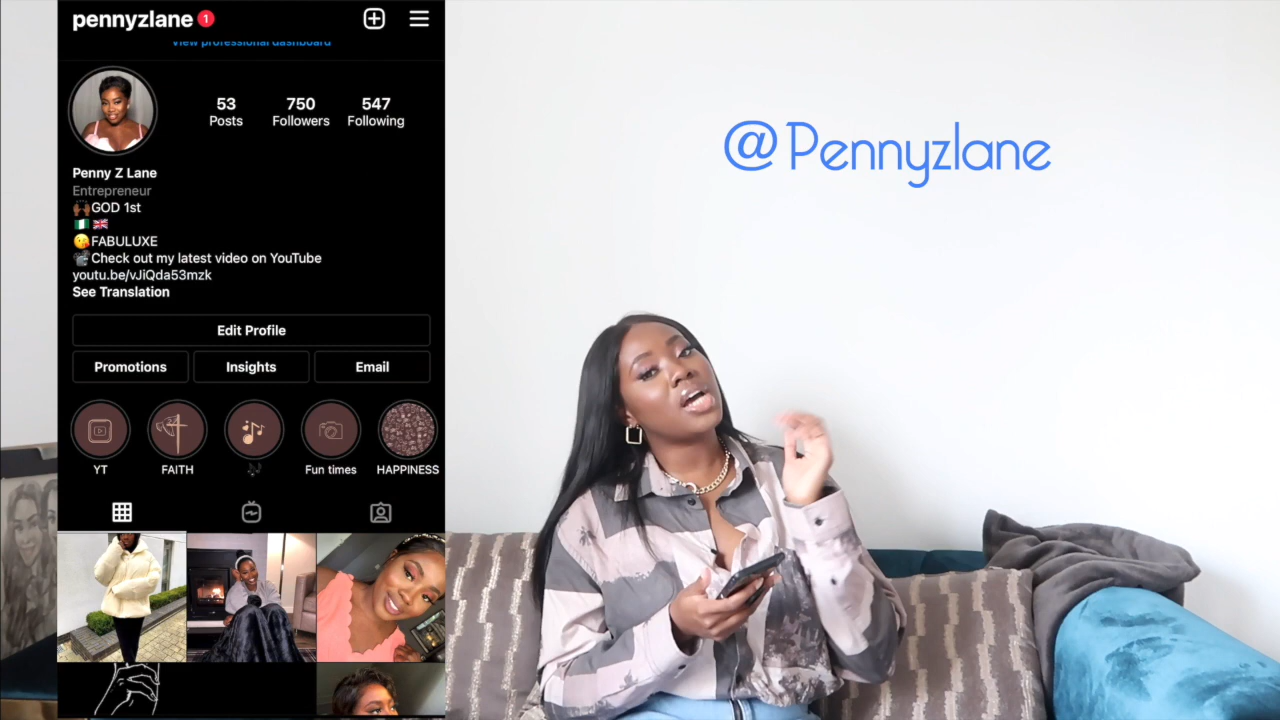 pennyzlane 1
View professional dashboard
53 750 547
Posts Followers Following
Penny Z Lane
Entrepreneur
GOD 1st
FABULUXE
Check out my latest video on YouTube
youtu.be/vJiQda53mzk
See Translation
Edit Profile
Promotions Insights Email
YT FAITH Fun times HAPPINESS
@Pennyzlane